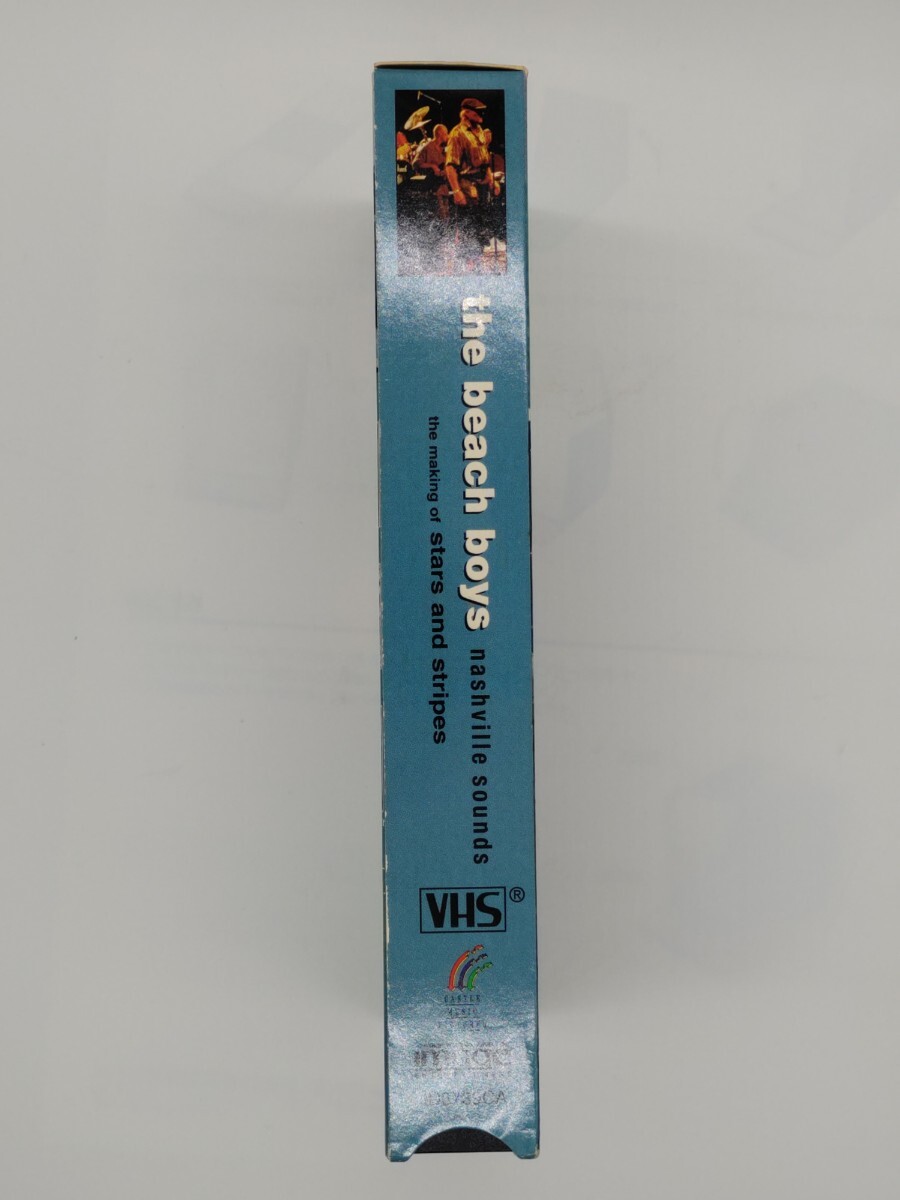 the beach boys nashville sounds
the making of stars and stripes
VHS®
image